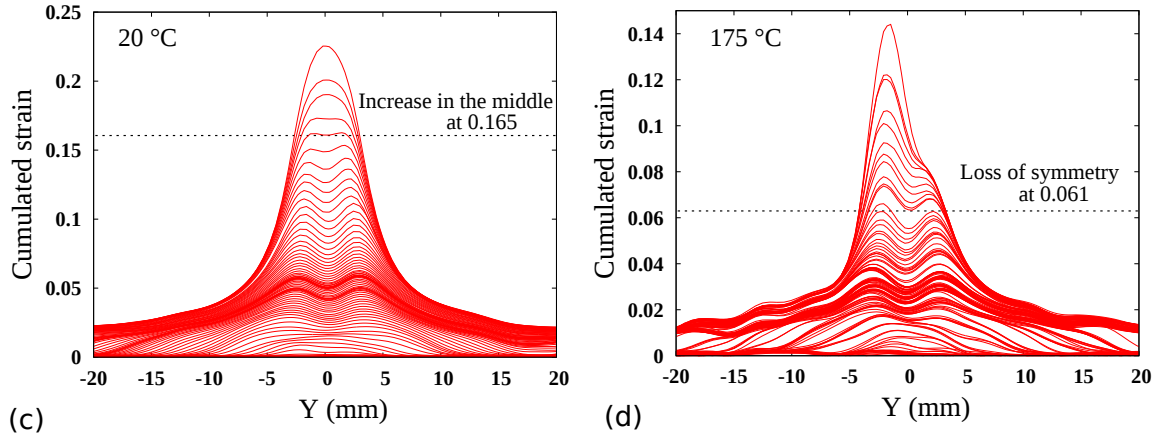 0.25
20 °C
0.2
Increase in the middle
at 0.165
0.15
0.1
0.05
0
Cumulated strain
-20 -15 -10 -5 0 5 10 15 20
Y (mm)
(c)
0.14
175 °C
0.12
0.1
0.08
Loss of symmetry
at 0.061
0.06
0.04
0.02
0
Cumulated strain
-20 -15 -10 -5 0 5 10 15 20
Y (mm)
(d)